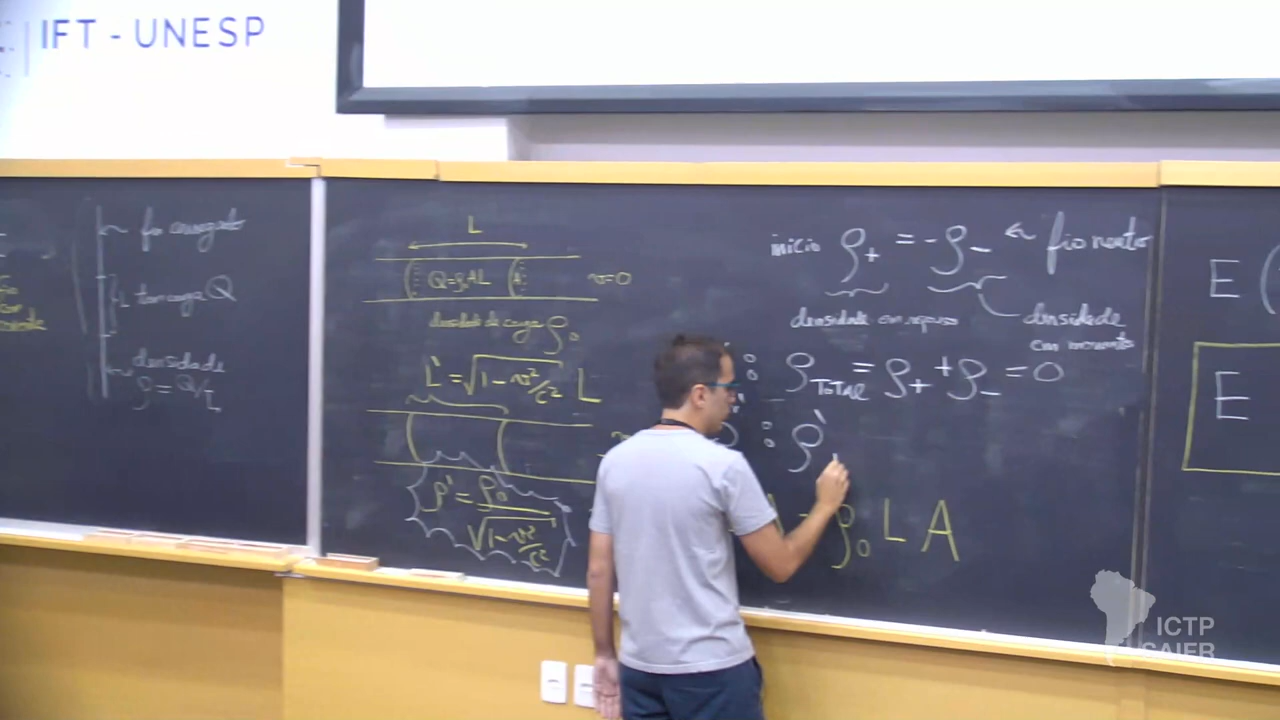 IFT - UNESP
fio carregado
L tem carga Q
densidade
ρ = Q/L
L
Q=ρ₀AL
v=0
densidade de carga ρ₀
L' = √(1-v²/c²) L
ρ' = ρ₀/√(1-v²/c²)
início ρ₊ = -ρ₋ ← fio neutro
densidade em repouso
densidade
em movimento
: ρ_TOTAL = ρ₊ + ρ₋ = 0
: ρ'
ρ₀ L A
E (
E
ICTP
SAIFR